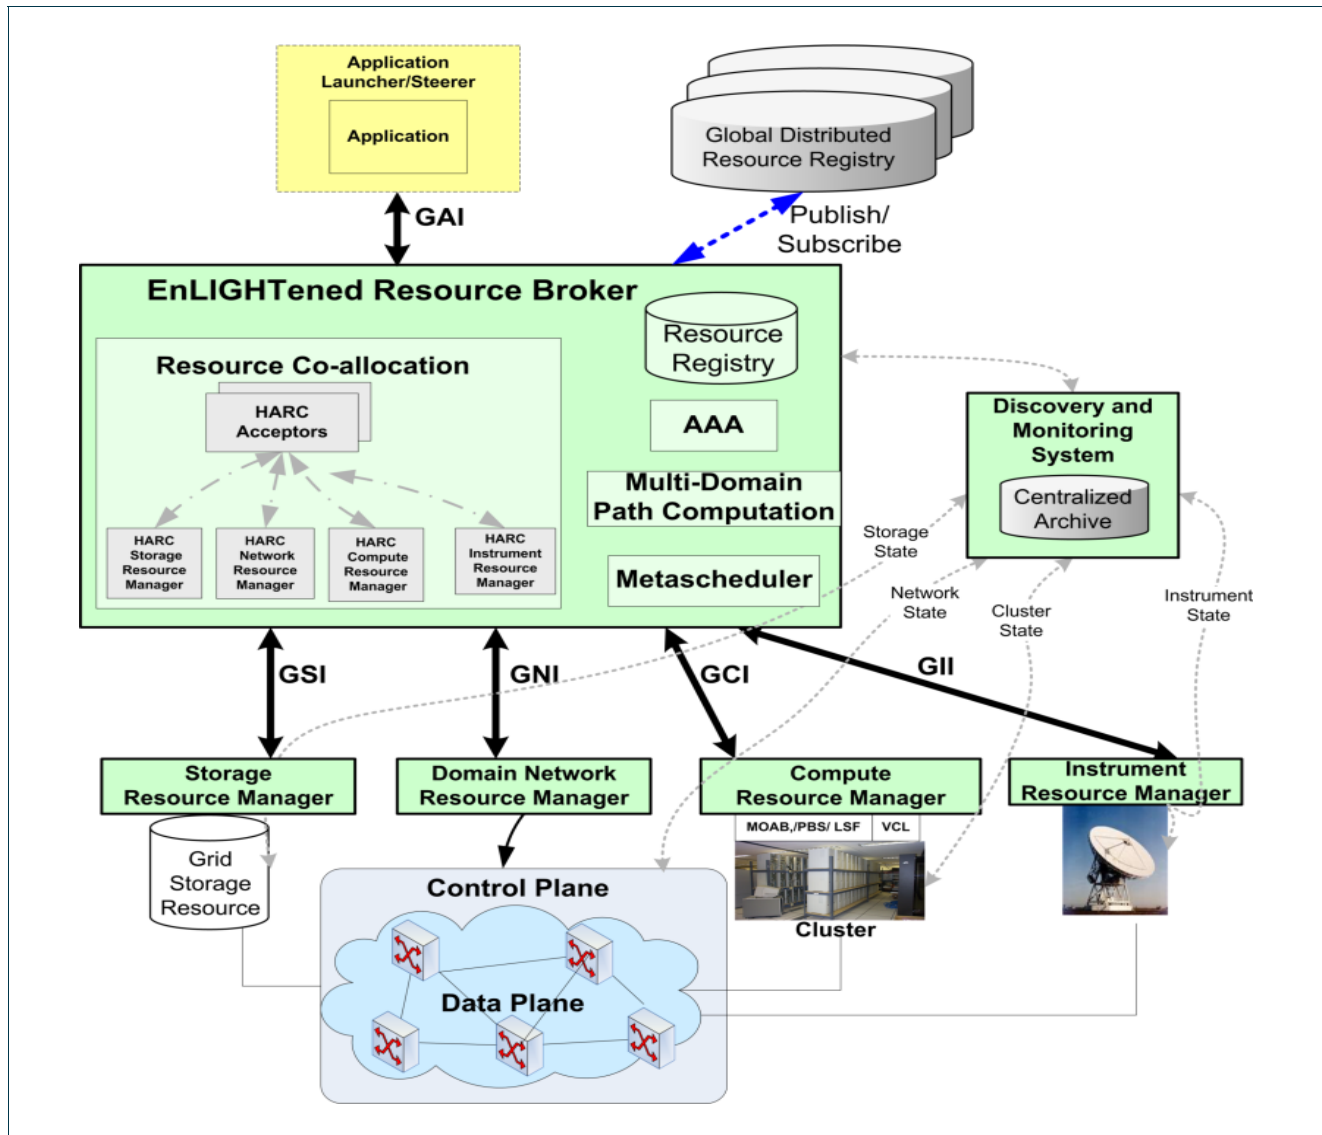 Application
Launcher/Steerer
Application
Global Distributed
Resource Registry
GAI
Publish/
Subscribe
EnLIGHTened Resource Broker
Resource
Registry
Resource Co-allocation
HARC
Acceptors
AAA
Discovery and
Monitoring
System
Centralized
Archive
Multi-Domain
Path Computation
HARC
Storage
Resource
Manager
HARC
Network
Resource
Manager
HARC
Compute
Resource
Manager
HARC
Instrument
Resource
Manager
Metascheduler
Storage
State
Network
State
Cluster
State
Instrument
State
GSI
GNI
GCI
GII
Storage
Resource Manager
Domain Network
Resource Manager
Compute
Resource Manager
Instrument
Resource Manager
MOAB,/PBS/ LSF
VCL
Grid
Storage
Resource
Control Plane
Cluster
Data Plane